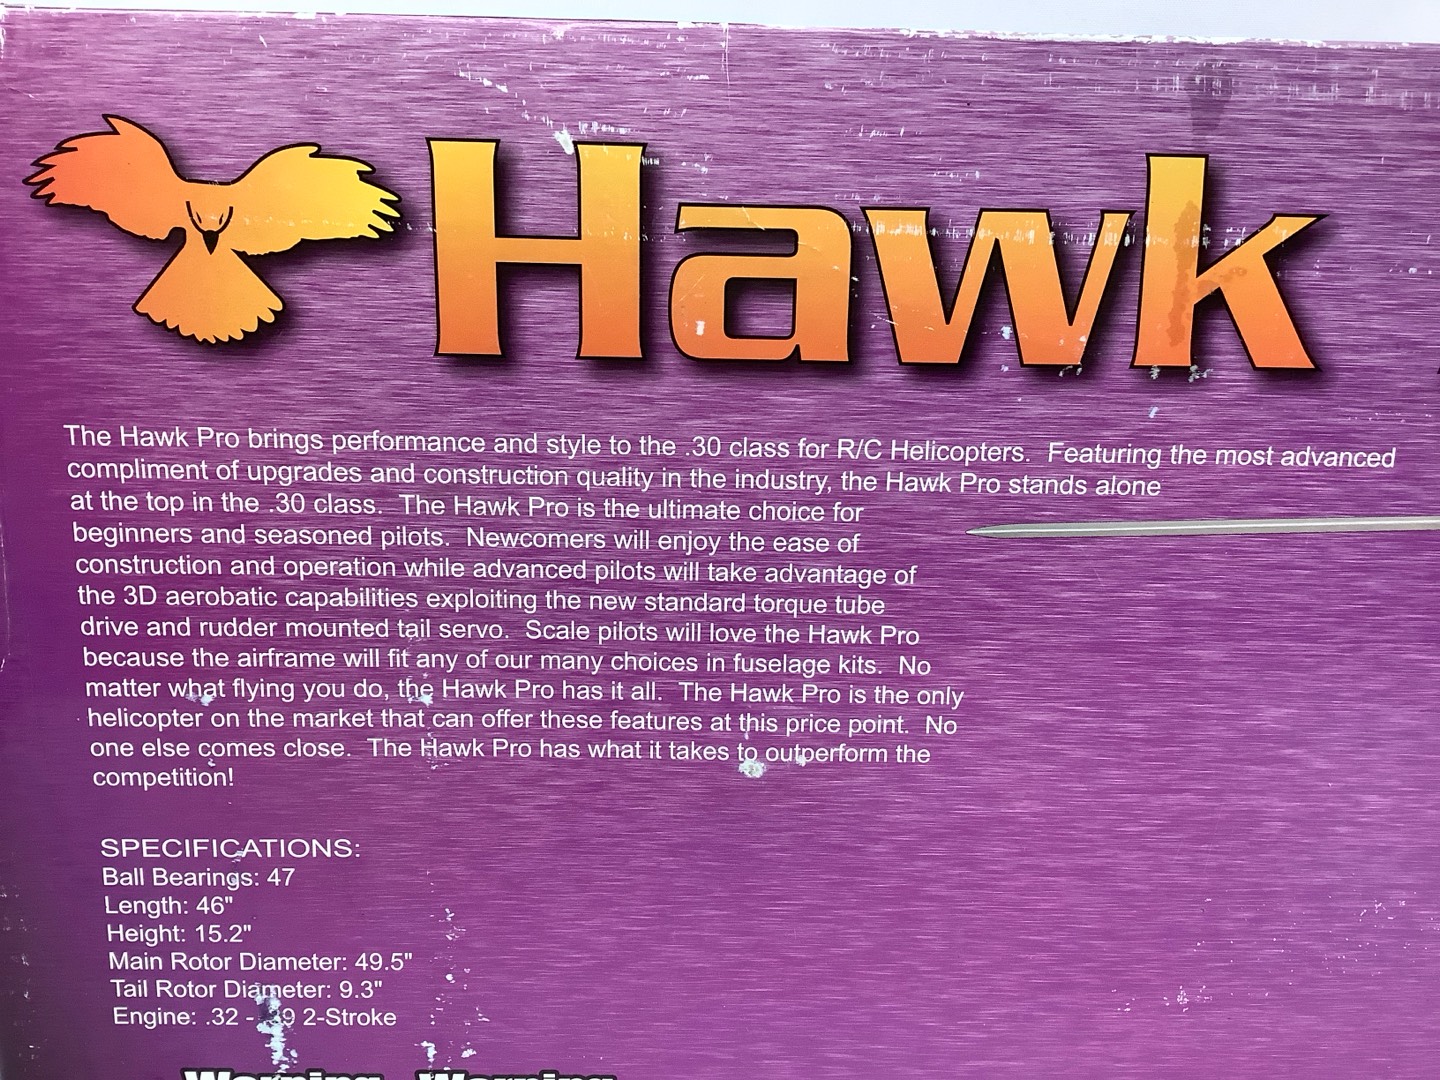 Hawk
The Hawk Pro brings performance and style to the .30 class for R/C Helicopters. Featuring the most advanced
compliment of upgrades and construction quality in the industry, the Hawk Pro stands alone
at the top in the .30 class. The Hawk Pro is the ultimate choice for
beginners and seasoned pilots. Newcomers will enjoy the ease of
construction and operation while advanced pilots will take advantage of
the 3D aerobatic capabilities exploiting the new standard torque tube
drive and rudder mounted tail servo. Scale pilots will love the Hawk Pro
because the airframe will fit any of our many choices in fuselage kits. No
matter what flying you do, the Hawk Pro has it all. The Hawk Pro is the only
helicopter on the market that can offer these features at this price point. No
one else comes close. The Hawk Pro has what it takes to outperform the
competition!
SPECIFICATIONS:
Ball Bearings: 47
Length: 46"
Height: 15.2"
Main Rotor Diameter: 49.5"
Tail Rotor Diameter: 9.3"
Engine: .32 - 2-Stroke
Warning Warning